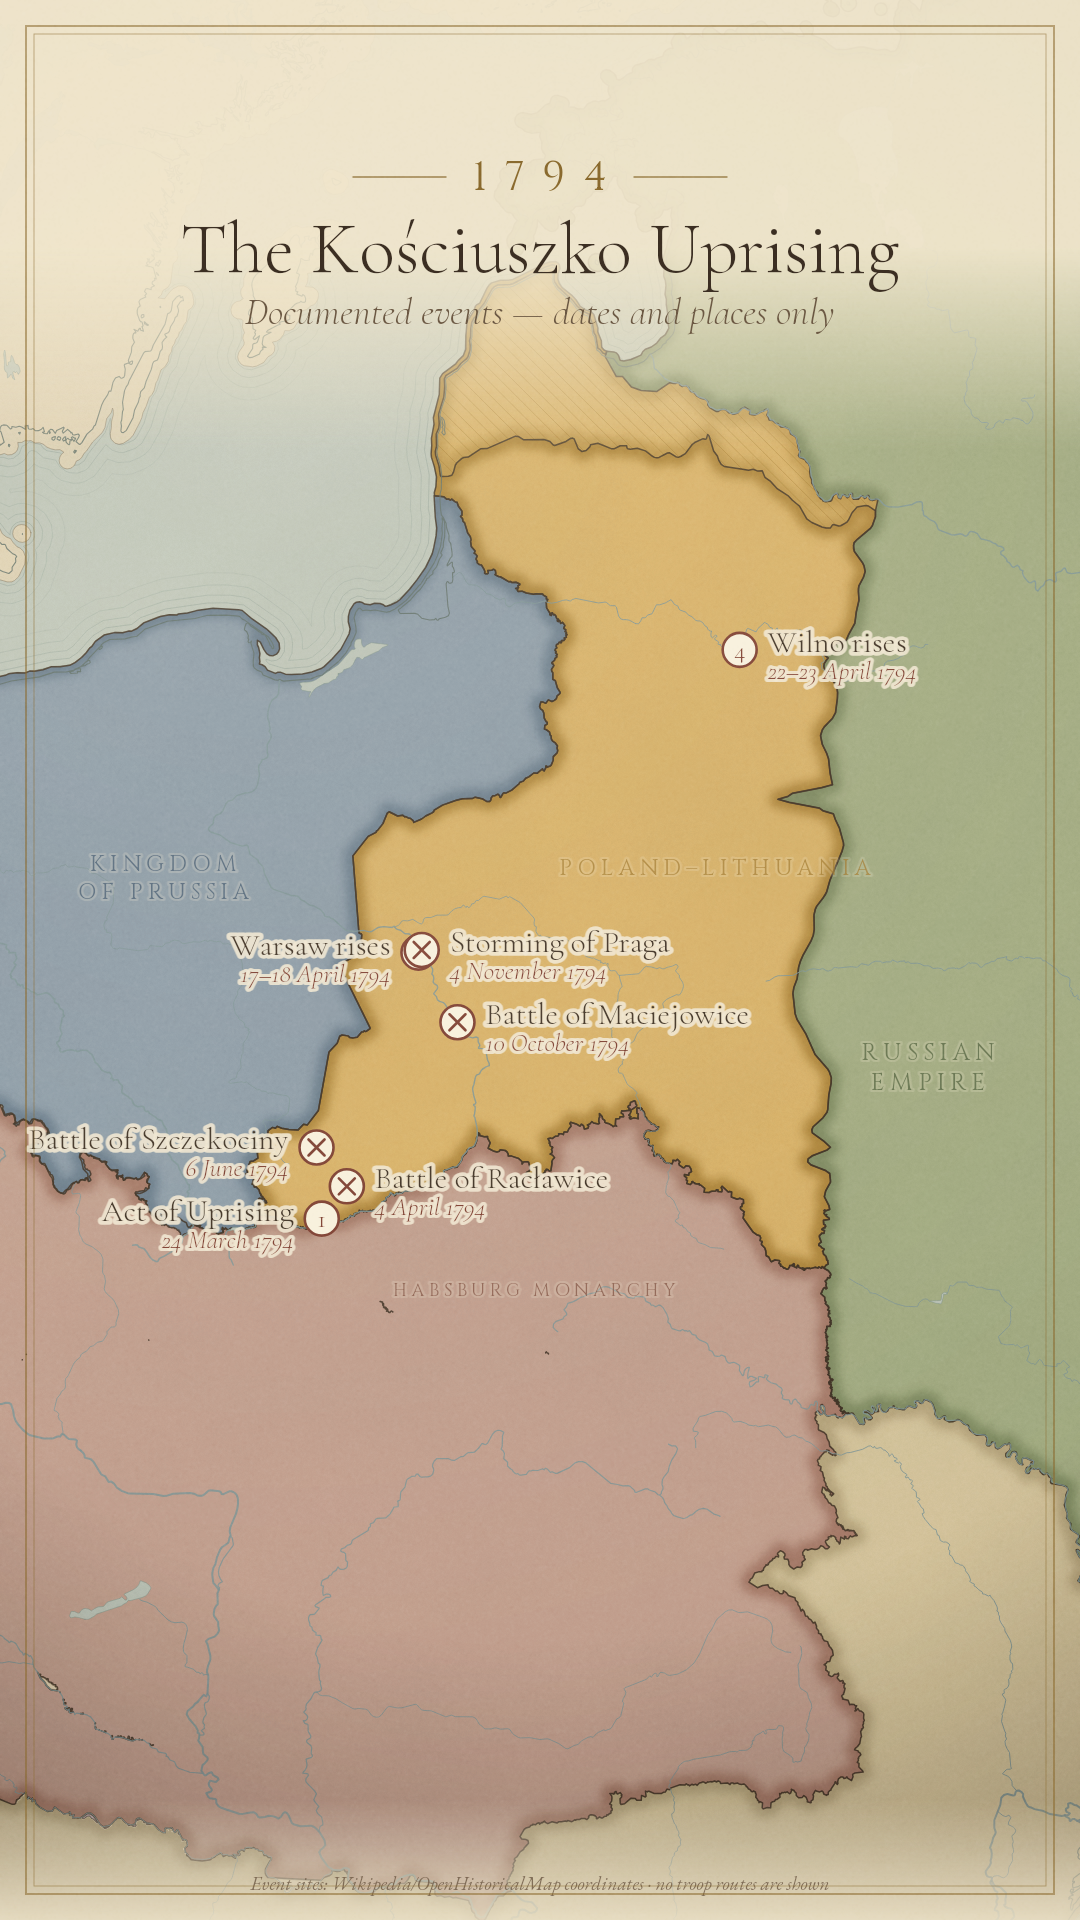 1794
The Kościuszko Uprising
Documented events — dates and places only
4
Wilno rises
22–23 April 1794
KINGDOM
OF PRUSSIA
POLAND–LITHUANIA
Warsaw rises
17–18 April 1794
Storming of Praga
4 November 1794
Battle of Maciejowice
10 October 1794
RUSSIAN
EMPIRE
Battle of Szczekociny
6 June 1794
Battle of Racławice
4 April 1794
Act of Uprising
24 March 1794
1
HABSBURG MONARCHY
Event sites: Wikipedia/OpenHistoricalMap coordinates · no troop routes are shown